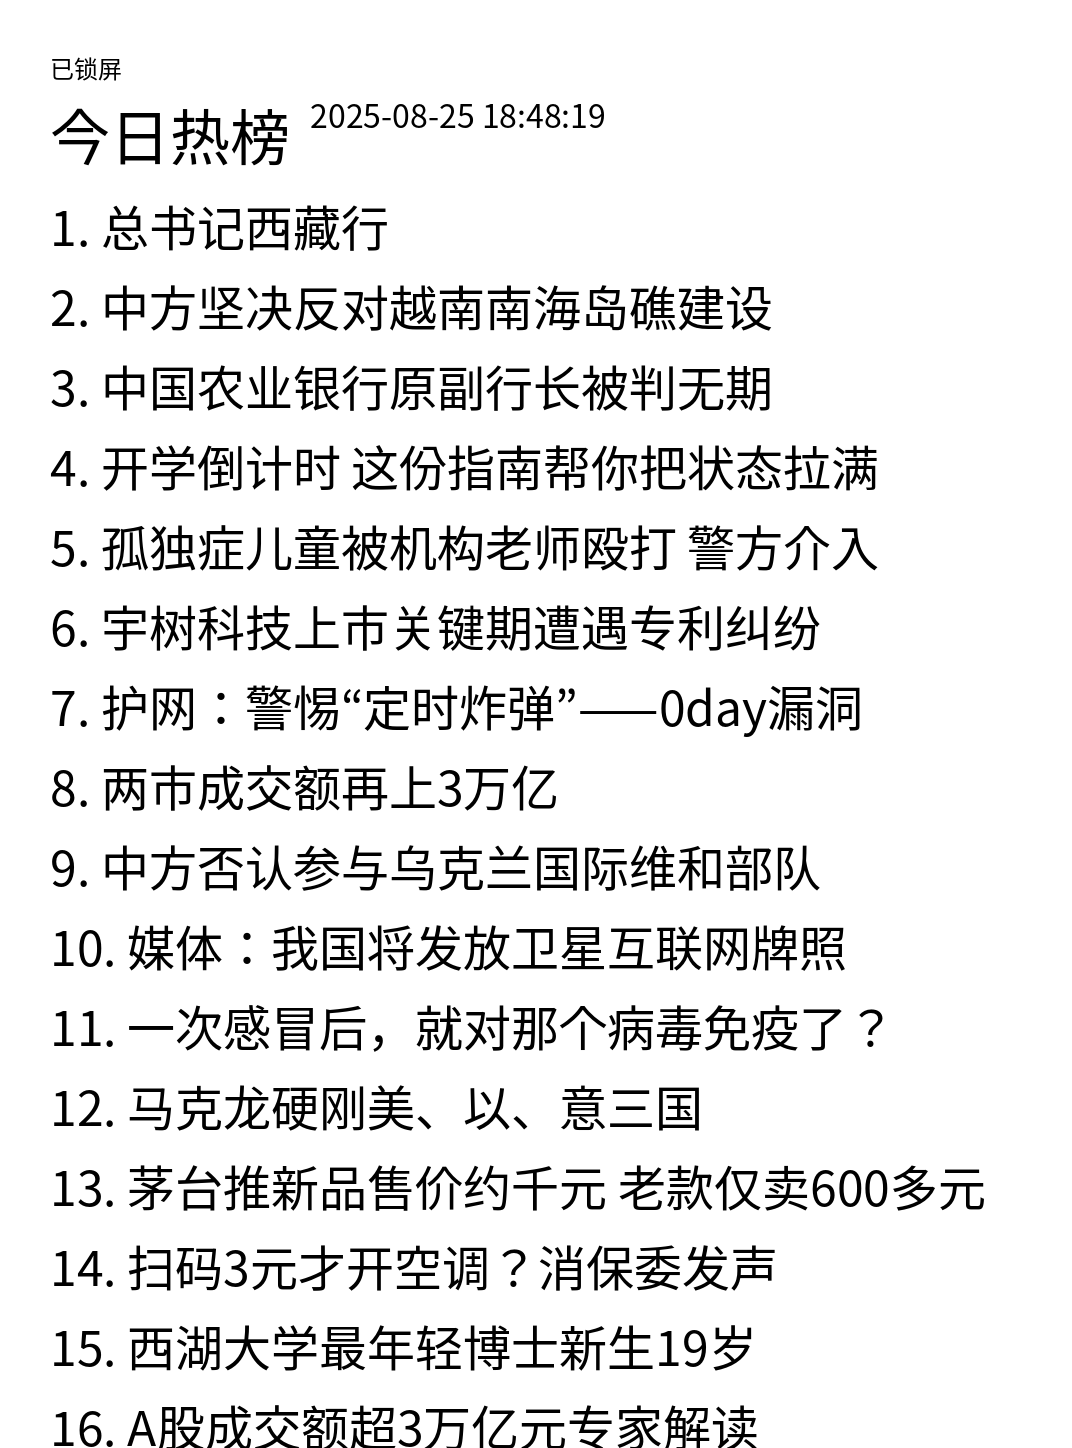 已锁屏
今日热榜 2025-08-25 18:48:19
1. 总书记西藏行
2. 中方坚决反对越南南海岛礁建设
3. 中国农业银行原副行长被判无期
4. 开学倒计时 这份指南帮你把状态拉满
5. 孤独症儿童被机构老师殴打 警方介入
6. 宇树科技上市关键期遭遇专利纠纷
7. 护网：警惕“定时炸弹”——0day漏洞
8. 两市成交额再上3万亿
9. 中方否认参与乌克兰国际维和部队
10. 媒体：我国将发放卫星互联网牌照
11. 一次感冒后，就对那个病毒免疫了？
12. 马克龙硬刚美、以、意三国
13. 茅台推新品售价约千元 老款仅卖600多元
14. 扫码3元才开空调？消保委发声
15. 西湖大学最年轻博士新生19岁
16. A股成交额超3万亿元专家解读